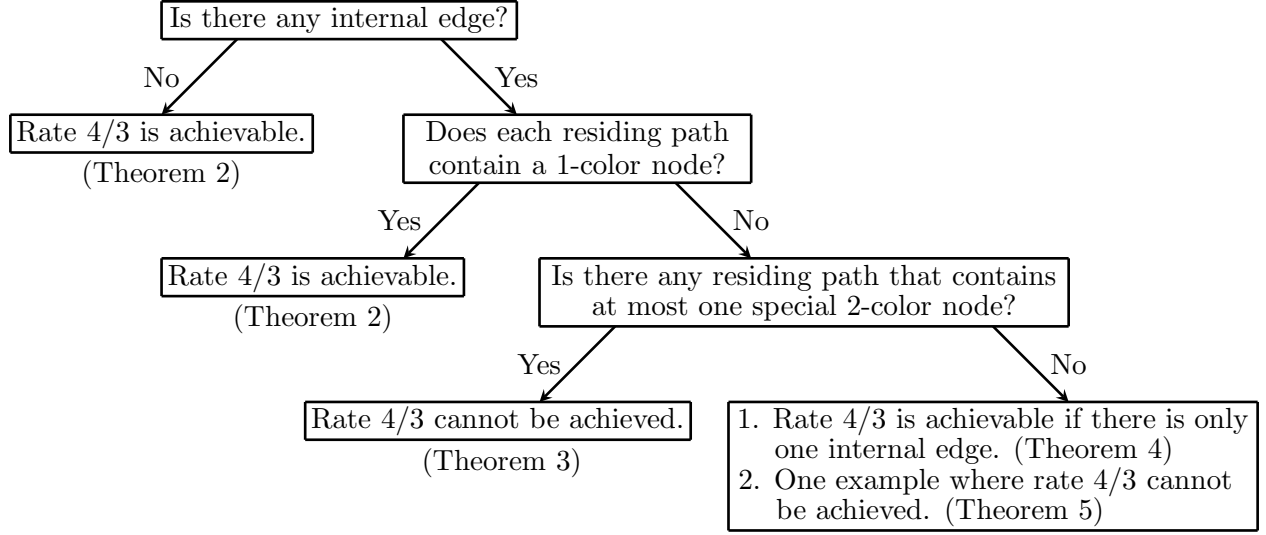 Is there any internal edge?
No
Yes
Rate 4/3 is achievable.
(Theorem 2)
Does each residing path
contain a 1-color node?
Yes
No
Rate 4/3 is achievable.
(Theorem 2)
Is there any residing path that contains
at most one special 2-color node?
Yes
No
Rate 4/3 cannot be achieved.
(Theorem 3)
1. Rate 4/3 is achievable if there is only
one internal edge. (Theorem 4)
2. One example where rate 4/3 cannot
be achieved. (Theorem 5)